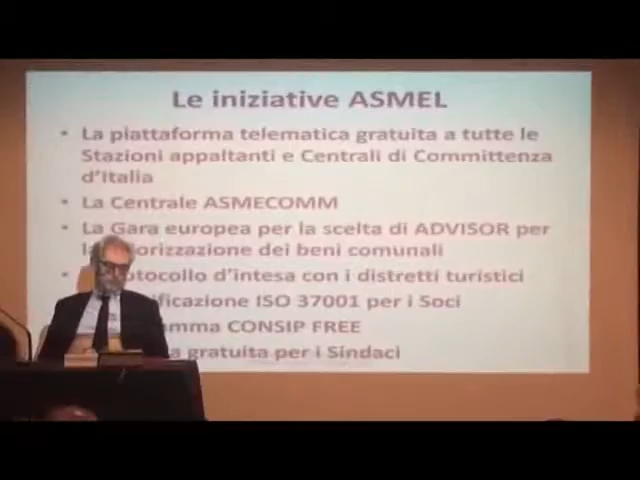 Le iniziative ASMEL
• La piattaforma telematica gratuita a tutte le
Stazioni appaltanti e Centrali di Committenza
d'Italia
• La Centrale ASMECOMM
• La Gara europea per la scelta di ADVISOR per
orizzazione dei beni comunali
• otocollo d'intesa con i distretti turistici
ificazione ISO 37001 per i Soci
amma CONSIP FREE
a gratuita per i Sindaci